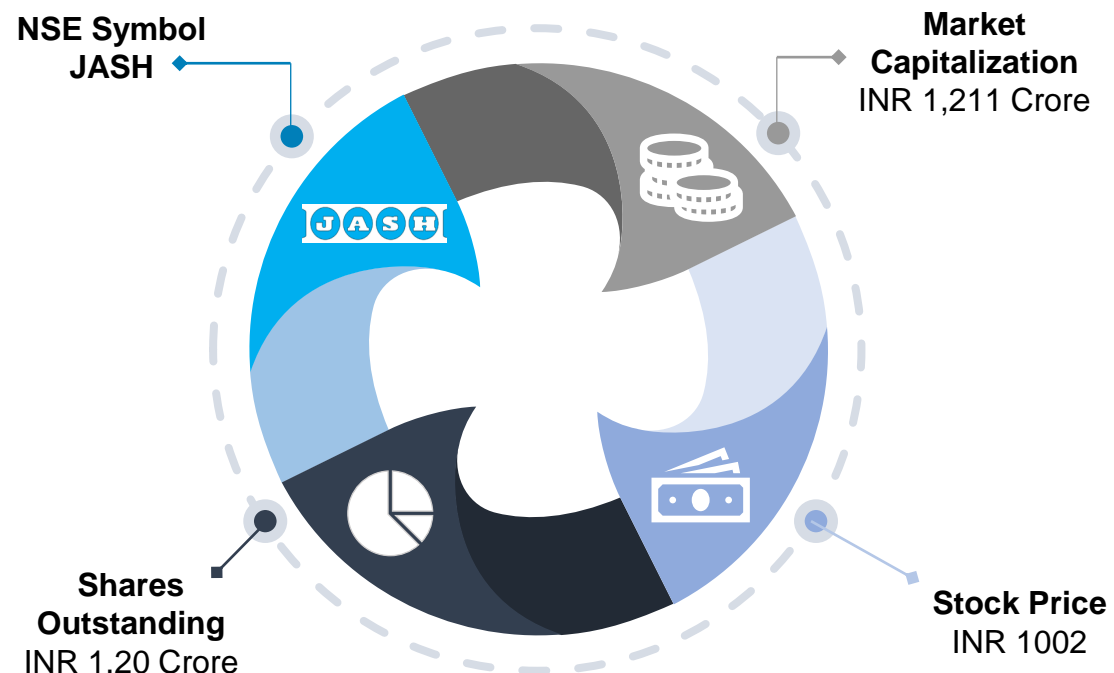 NSE Symbol
JASH
Market
Capitalization
INR 1,211 Crore
JASH
Shares
Outstanding
INR 1.20 Crore
Stock Price
INR 1002